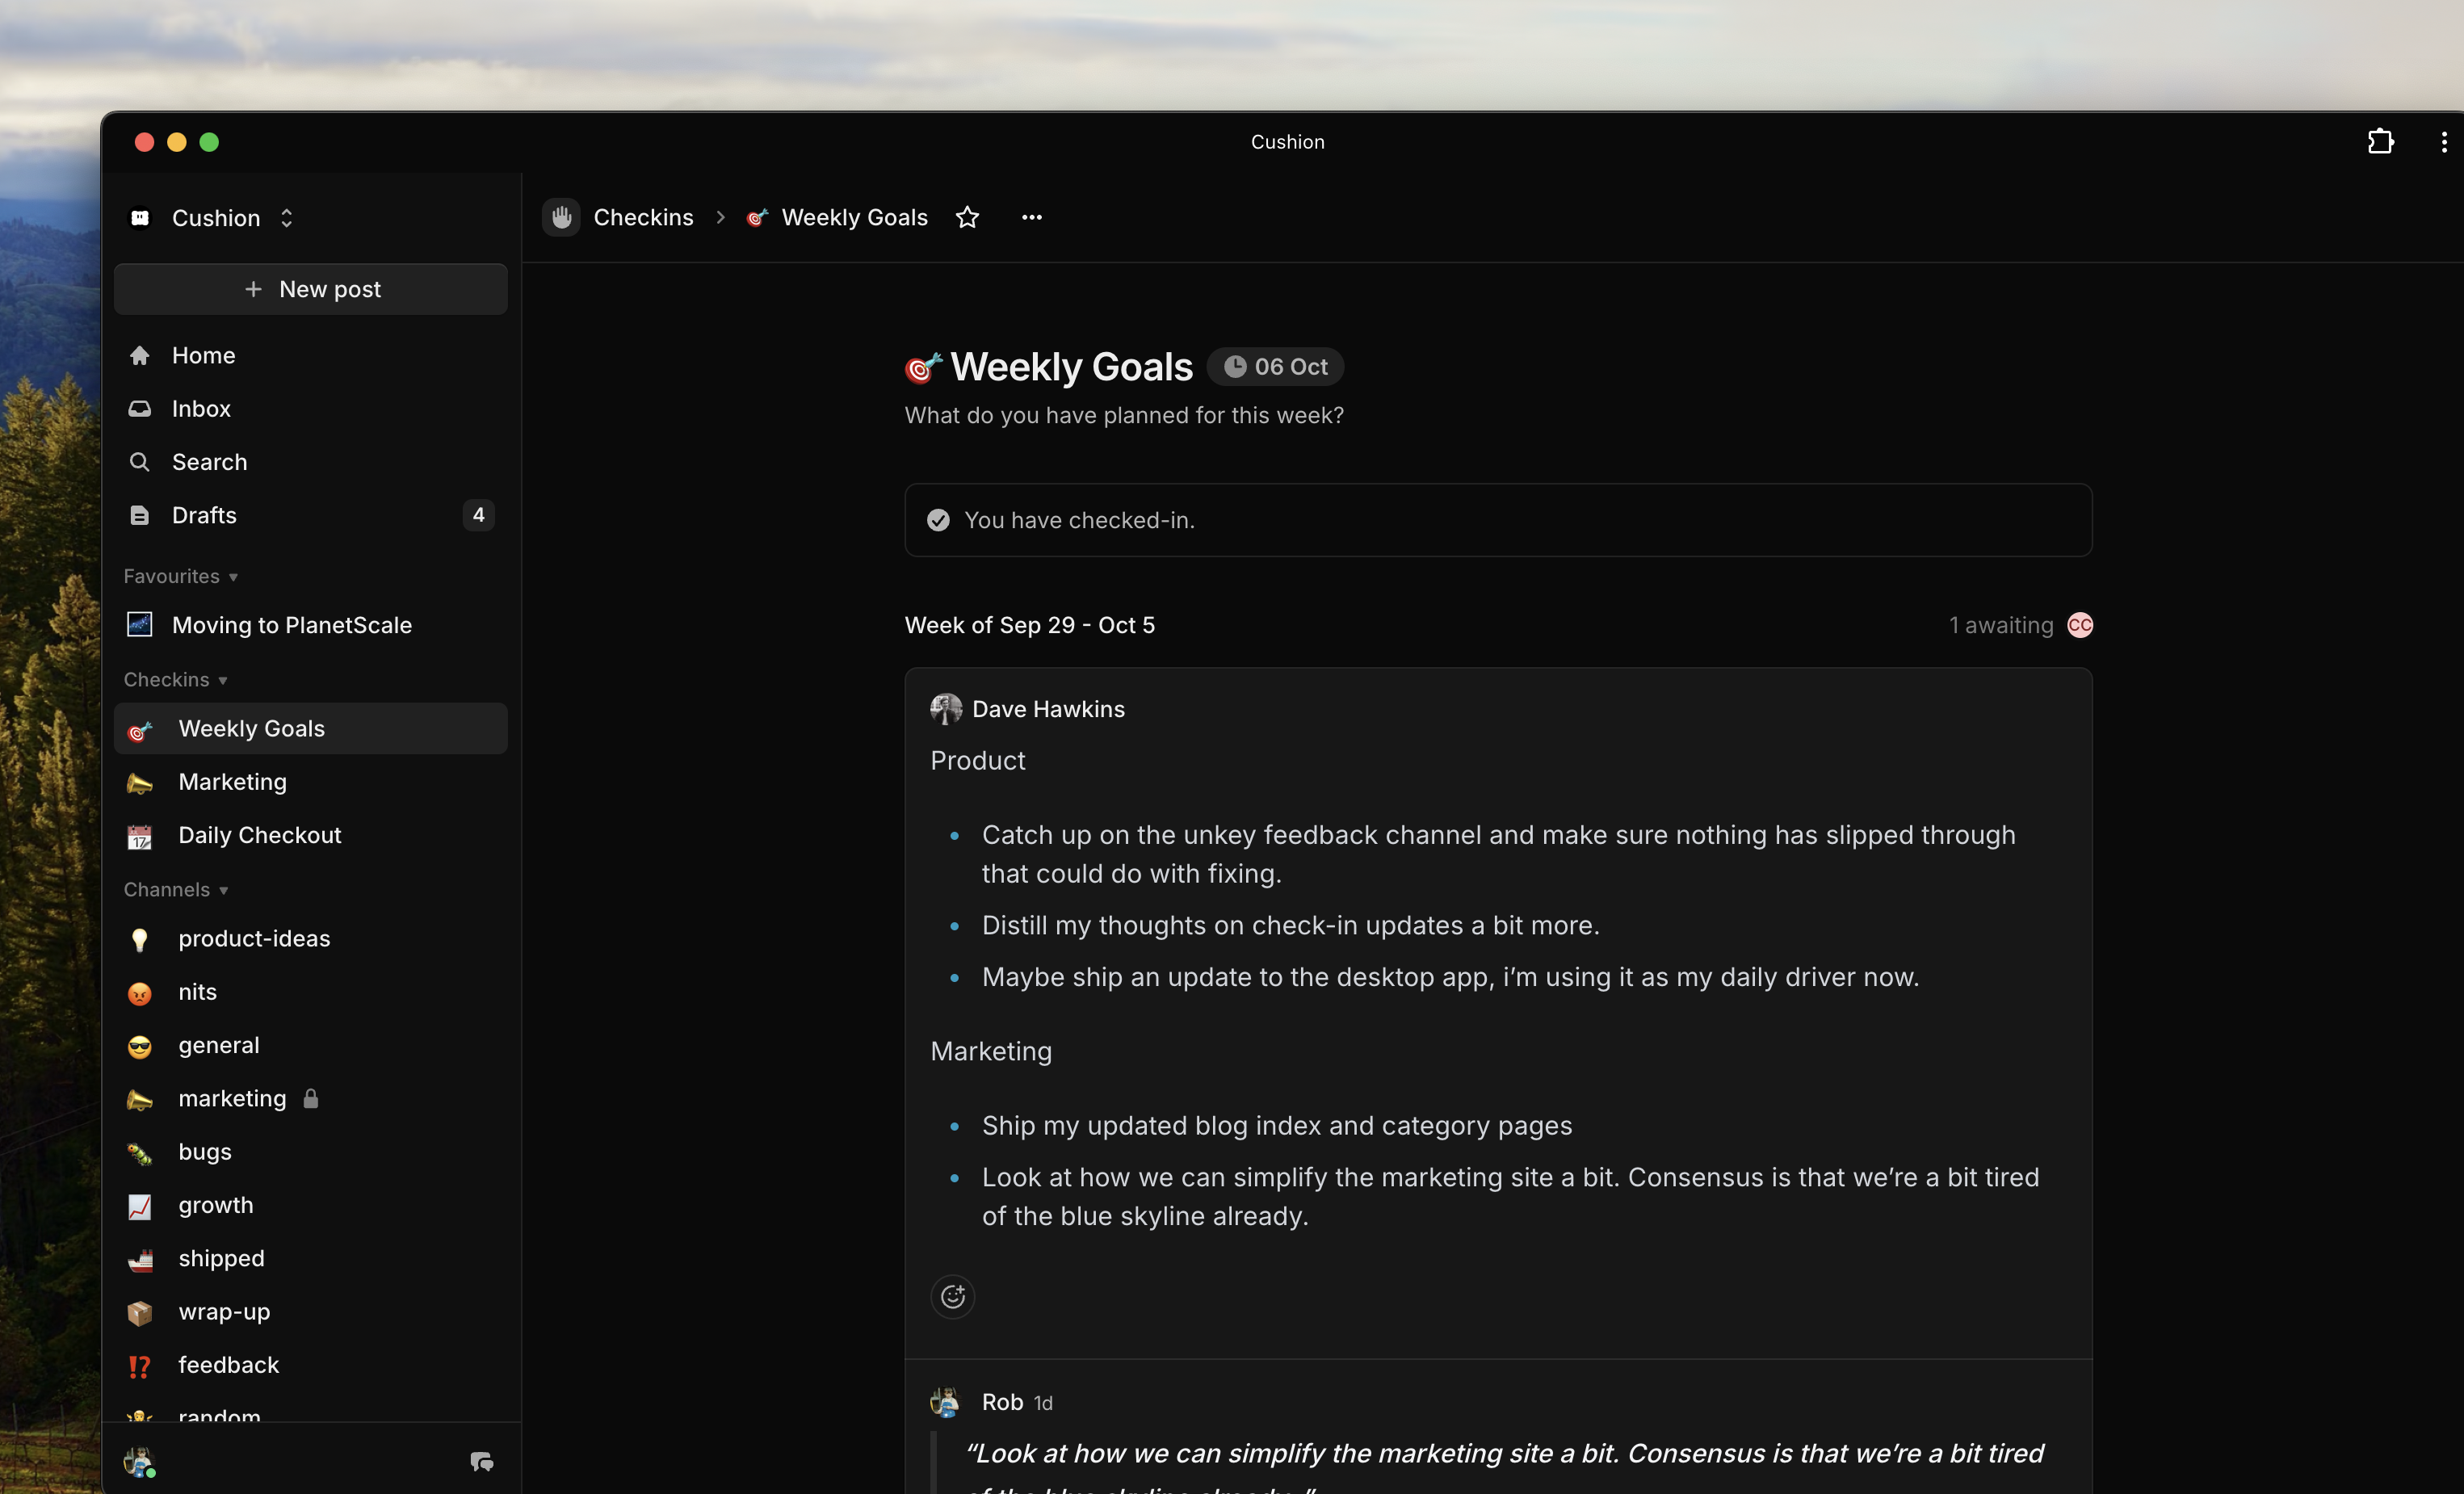 Cushion
Cushion
New post
Home
Inbox
Search
Drafts
4
Favourites
Moving to PlanetScale
Checkins
Weekly Goals
Marketing
Daily Checkout
Channels
product-ideas
nits
general
marketing
bugs
growth
shipped
wrap-up
feedback
random
Checkins
Weekly Goals
Weekly Goals
06 Oct
What do you have planned for this week?
You have checked-in.
Week of Sep 29 - Oct 5
1 awaiting
CC
Dave Hawkins
Product
Catch up on the unkey feedback channel and make sure nothing has slipped through
that could do with fixing.
Distill my thoughts on check-in updates a bit more.
Maybe ship an update to the desktop app, i’m using it as my daily driver now.
Marketing
Ship my updated blog index and category pages
Look at how we can simplify the marketing site a bit. Consensus is that we’re a bit tired
of the blue skyline already.
Rob 1d
“Look at how we can simplify the marketing site a bit. Consensus is that we’re a bit tired
of the blue skyline already.”